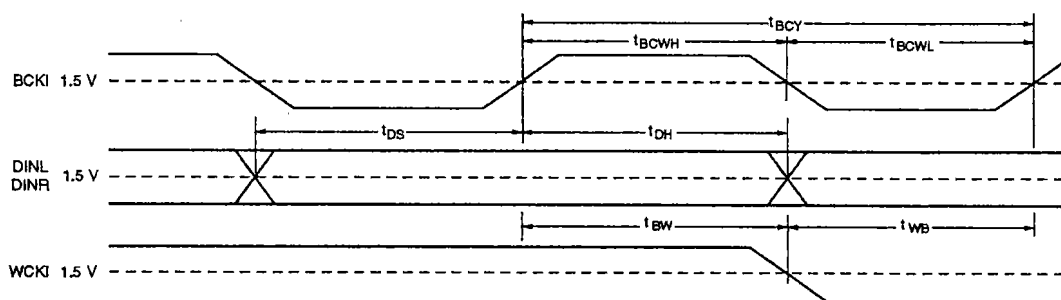 tBCY
tBCWH
tBCWL
BCKI 1.5 V
tDS
tDH
DINL
DINR
1.5 V
tBW
tWB
WCKI 1.5 V